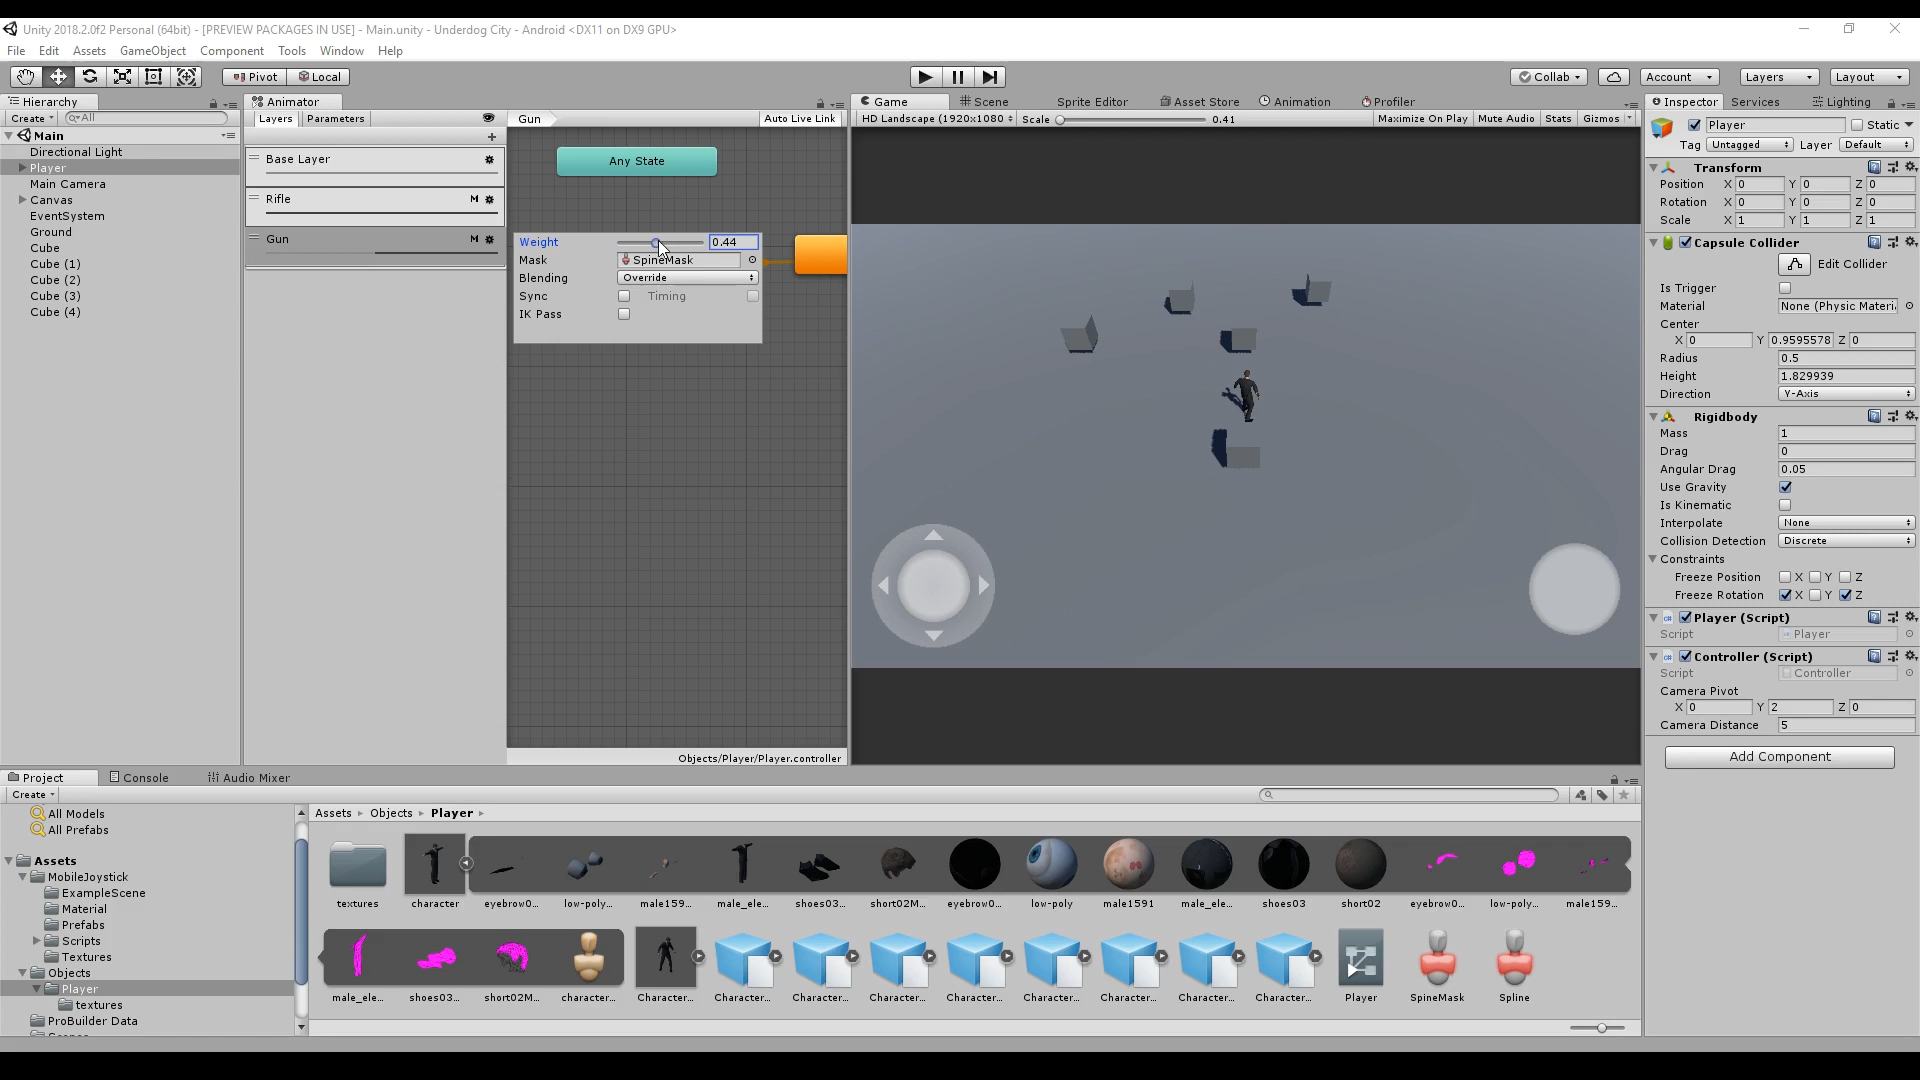 Unity 2018.2.0f2 Personal (64bit) - [PREVIEW PACKAGES IN USE] - Main.unity - Underdog City - Android <DX11 on DX9 GPU>
File Edit Assets GameObject Component Tools Window Help
Pivot Local Collab Account Layers Layout
Hierarchy
Create All
Main
Directional Light
Player
Main Camera
Canvas
EventSystem
Ground
Cube
Cube (1)
Cube (2)
Cube (3)
Cube (4)
Animator
Layers Parameters Gun Auto Live Link
Base Layer
Rifle M
Gun M
Any State
Weight 0.44
Mask SpineMask
Blending Override
Sync Timing
IK Pass
Objects/Player/Player.controller
Game Scene Sprite Editor Asset Store Animation Profiler
HD Landscape (1920x1080 Scale 0.41 Maximize On Play Mute Audio Stats Gizmos
Inspector Services Lighting
Player Static
Tag Untagged Layer Default
Transform
Position X 0 Y 0 Z 0
Rotation X 0 Y 0 Z 0
Scale X 1 Y 1 Z 1
Capsule Collider
Edit Collider
Is Trigger
Material None (Physic Materi
Center
X 0 Y 0.9595578 Z 0
Radius 0.5
Height 1.829939
Direction Y-Axis
Rigidbody
Mass 1
Drag 0
Angular Drag 0.05
Use Gravity
Is Kinematic
Interpolate None
Collision Detection Discrete
Constraints
Freeze Position X Y Z
Freeze Rotation X Y Z
Player (Script)
Script Player
Controller (Script)
Script Controller
Camera Pivot
X 0 Y 2 Z 0
Camera Distance 5
Add Component
Project Console Audio Mixer
Create
All Models
All Prefabs
Assets
MobileJoystick
ExampleScene
Material
Prefabs
Scripts
Textures
Objects
Player
textures
ProBuilder Data
Assets Objects Player
textures character eyebrow0... low-poly... male159... male_ele... shoes03... short02M... eyebrow0... low-poly male1591 male_ele... shoes03 short02 eyebrow0... low-poly... male159...
male_ele... shoes03... short02M... character... Character... Character... Character... Character... Character... Character... Character... Character... Character... Player SpineMask Spline